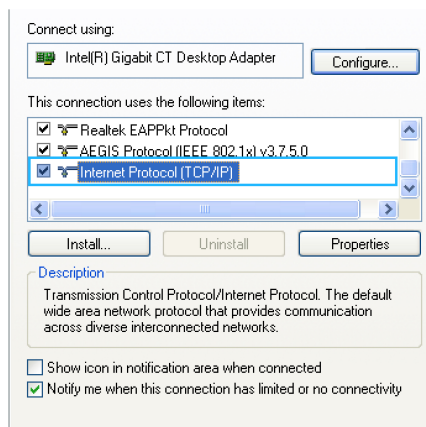 Connect using:
Intel(R) Gigabit CT Desktop Adapter
Configure...
This connection uses the following items:
Realtek EAPPkt Protocol
AEGIS Protocol (IEEE 802.1x) v3.7.5.0
Internet Protocol (TCP/IP)
Install...
Uninstall
Properties
Description
Transmission Control Protocol/Internet Protocol. The default
wide area network protocol that provides communication
across diverse interconnected networks.
Show icon in notification area when connected
Notify me when this connection has limited or no connectivity